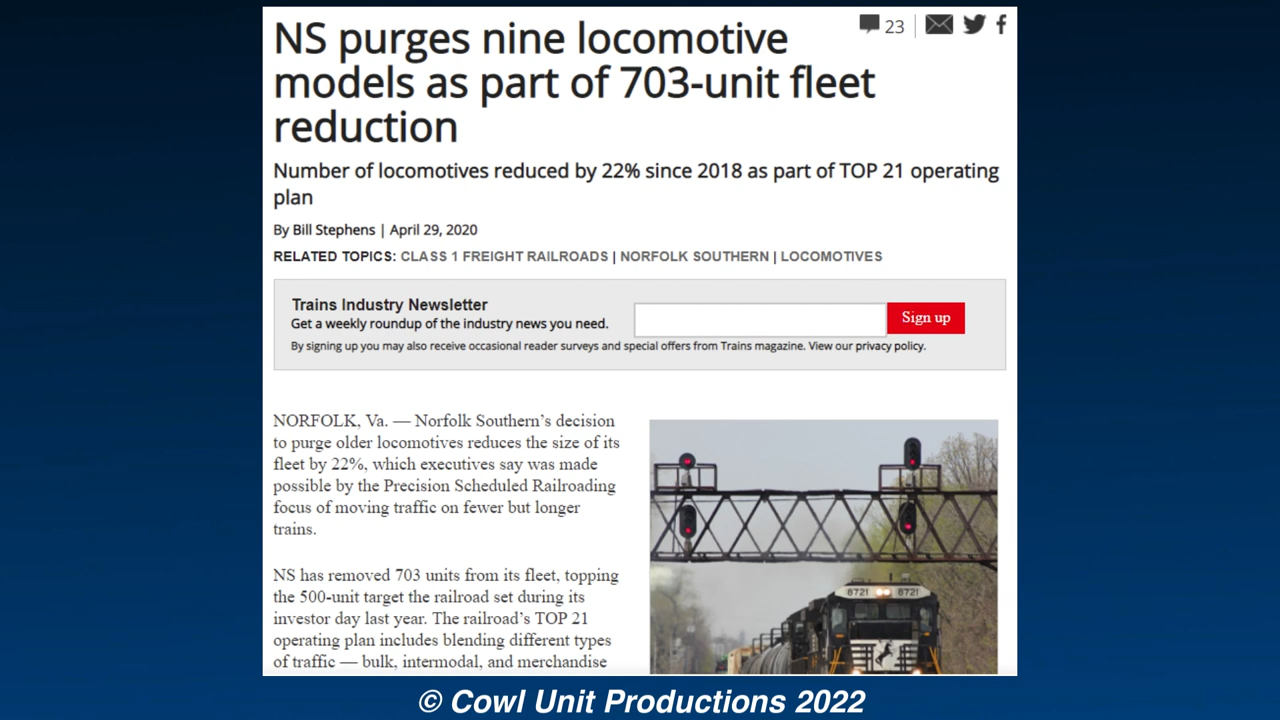 NS purges nine locomotive
models as part of 703-unit fleet
reduction
23
Number of locomotives reduced by 22% since 2018 as part of TOP 21 operating
plan
By Bill Stephens | April 29, 2020
RELATED TOPICS: CLASS 1 FREIGHT RAILROADS | NORFOLK SOUTHERN | LOCOMOTIVES
Trains Industry Newsletter
Get a weekly roundup of the industry news you need.
Sign up
By signing up you may also receive occasional reader surveys and special offers from Trains magazine. View our privacy policy.
NORFOLK, Va. — Norfolk Southern’s decision
to purge older locomotives reduces the size of its
fleet by 22%, which executives say was made
possible by the Precision Scheduled Railroading
focus of moving traffic on fewer but longer
trains.
NS has removed 703 units from its fleet, topping
the 500-unit target the railroad set during its
investor day last year. The railroad’s TOP 21
operating plan includes blending different types
of traffic — bulk, intermodal, and merchandise
8721 8721
© Cowl Unit Productions 2022